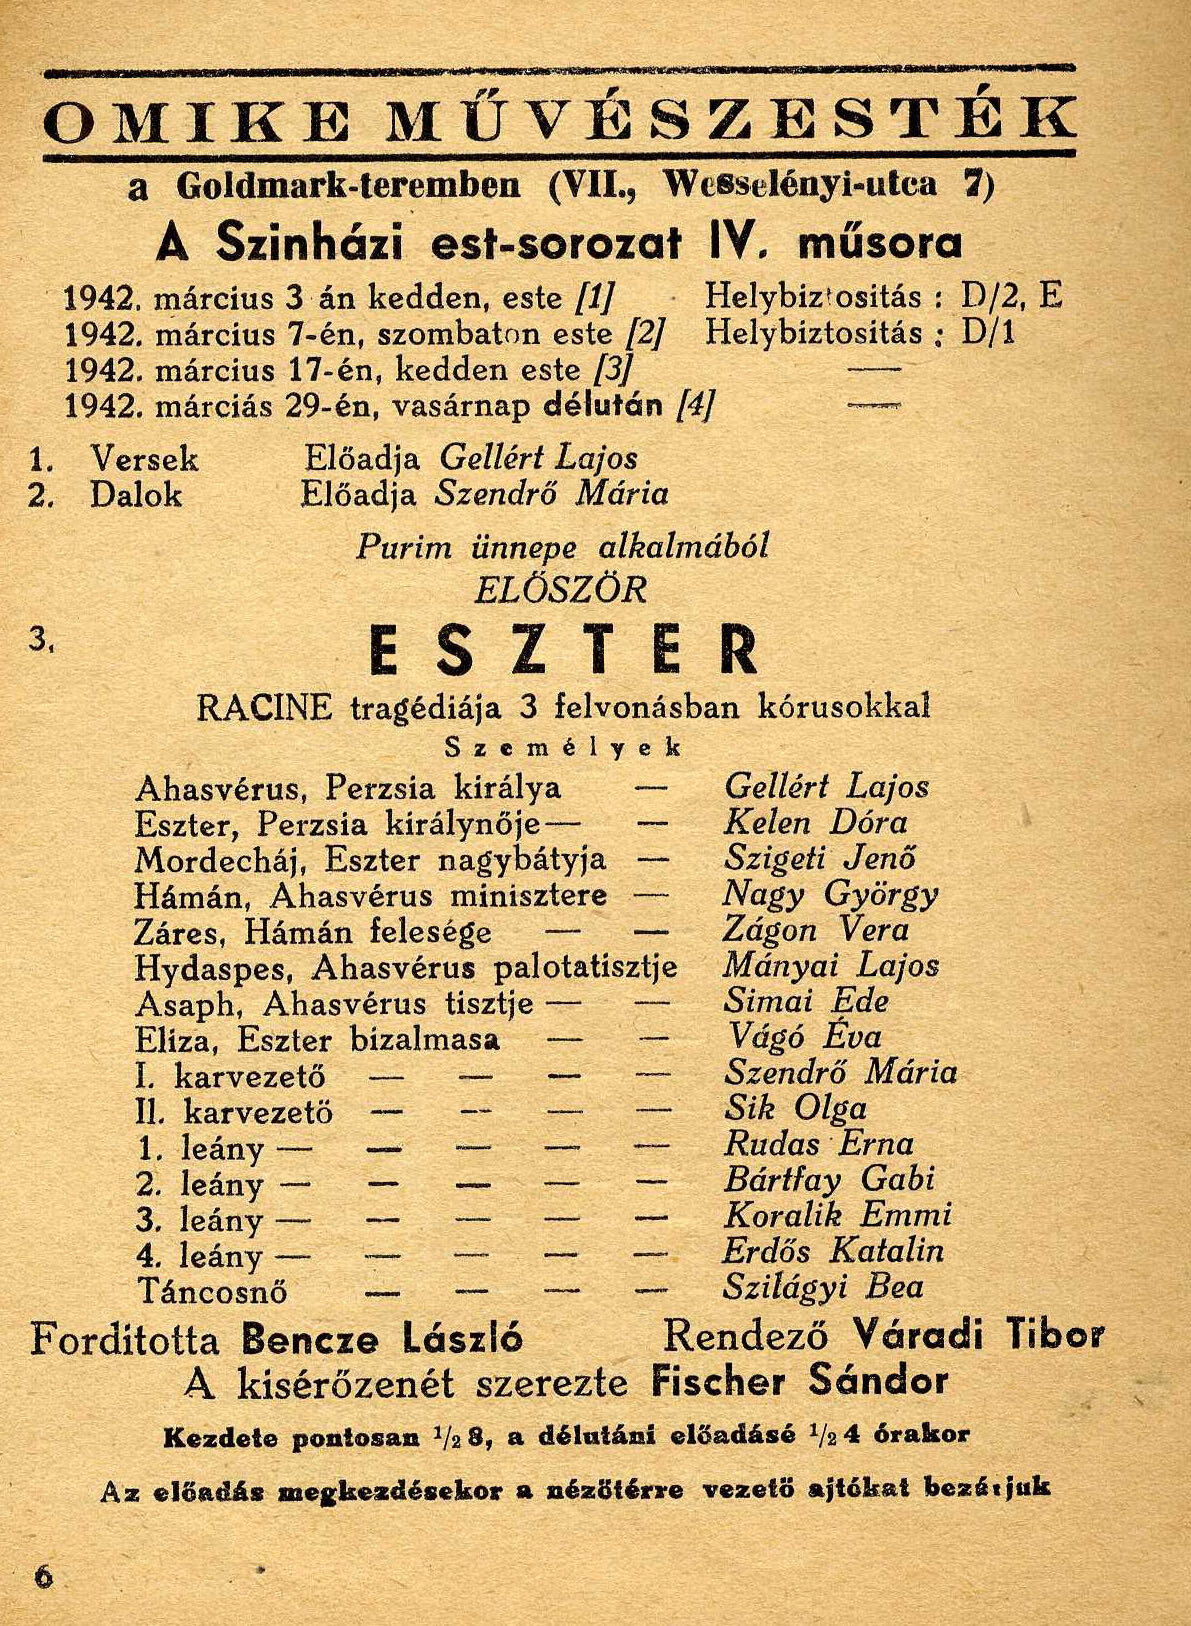 OMIKE MŰVÉSZESTÉK
a Goldmark-teremben (VII., Wesselényi-utca 7)
A Szinházi est-sorozat IV. műsora
1942. március 3 án kedden, este [1] Helybiztositás : D/2, E
1942. március 7-én, szombaton este [2] Helybiztositás : D/1
1942. március 17-én, kedden este [3] —
1942. márciás 29-én, vasárnap délután [4] —
1. Versek Előadja Gellért Lajos
2. Dalok Előadja Szendrő Mária
Purim ünnepe alkalmából
ELŐSZÖR
3. ESZTER
RACINE tragédiája 3 felvonásban kórusokkal
Személyek
Ahasvérus, Perzsia királya — Gellért Lajos
Eszter, Perzsia királynője — — Kelen Dóra
Mordecháj, Eszter nagybátyja — Szigeti Jenő
Hámán, Ahasvérus minisztere — Nagy György
Záres, Hámán felesége — — Zágon Vera
Hydaspes, Ahasvérus palotatisztje Mányai Lajos
Asaph, Ahasvérus tisztje — — Simai Ede
Eliza, Eszter bizalmasa — — Vágó Éva
I. karvezető — — — — Szendrő Mária
II. karvezető — — — — Sik Olga
1. leány — — — — — Rudas Erna
2. leány — — — — — Bártfay Gabi
3. leány — — — — — Koralik Emmi
4. leány — — — — — Erdős Katalin
Táncosnő — — — — Szilágyi Bea
Forditotta Bencze László Rendező Váradi Tibor
A kisérőzenét szerezte Fischer Sándor
Kezdete pontosan 1/2 8, a délutáni előadásé 1/2 4 órakor
Az előadás megkezdésekor a nézőtérre vezető ajtókat bezárjuk
6